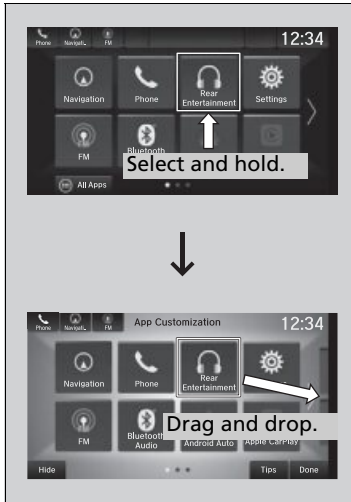 Phone Navigati.. FM 12:34
Navigation Phone Rear Entertainment Settings
FM Bluetooth
Select and hold.
All Apps
Phone Navigati.. FM App Customization 12:34
Navigation Phone Rear Entertainment
Drag and drop.
FM Bluetooth Audio Android Auto Apple CarPlay
Hide Tips Done